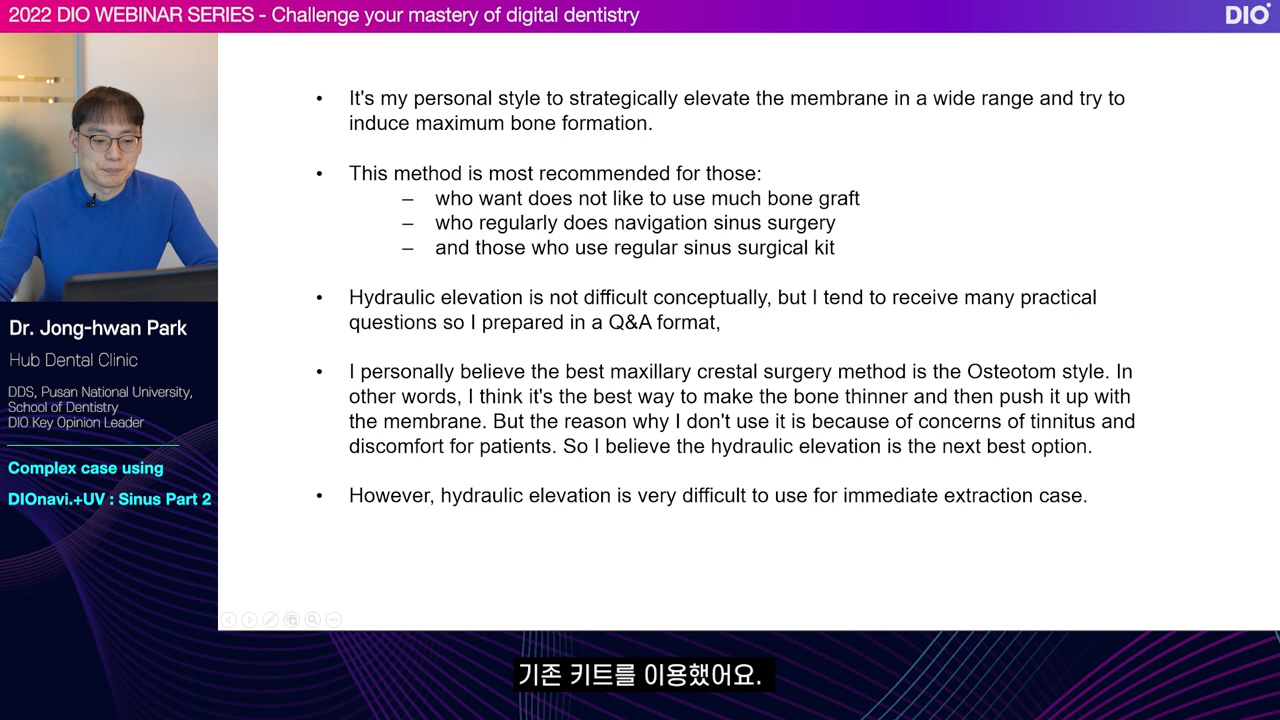 2022 DIO WEBINAR SERIES - Challenge your mastery of digital dentistry
DIO
• It's my personal style to strategically elevate the membrane in a wide range and try to
induce maximum bone formation.
• This method is most recommended for those:
– who want does not like to use much bone graft
– who regularly does navigation sinus surgery
– and those who use regular sinus surgical kit
• Hydraulic elevation is not difficult conceptually, but I tend to receive many practical
questions so I prepared in a Q&A format,
• I personally believe the best maxillary crestal surgery method is the Osteotom style. In
other words, I think it's the best way to make the bone thinner and then push it up with
the membrane. But the reason why I don't use it is because of concerns of tinnitus and
discomfort for patients. So I believe the hydraulic elevation is the next best option.
• However, hydraulic elevation is very difficult to use for immediate extraction case.
Dr. Jong-hwan Park
Hub Dental Clinic
DDS, Pusan National University,
School of Dentistry
DIO Key Opinion Leader
Complex case using
DIOnavi.+UV : Sinus Part 2
기존 키트를 이용했어요.